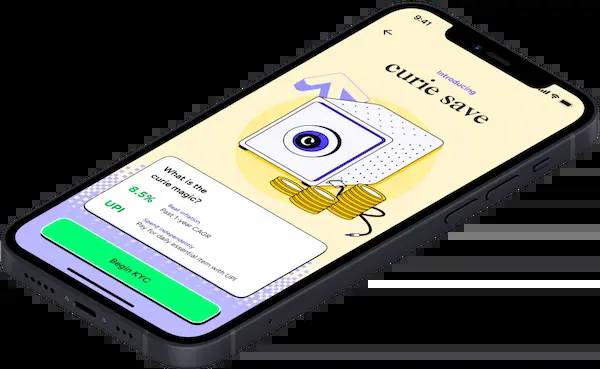 9:41
Introducing
curie save
What is the
curie magic?
8.5%
Beat inflation
Past 1 year CAGR
UPI
Spend independently
Pay for daily essential item with UPI
Begin KYC